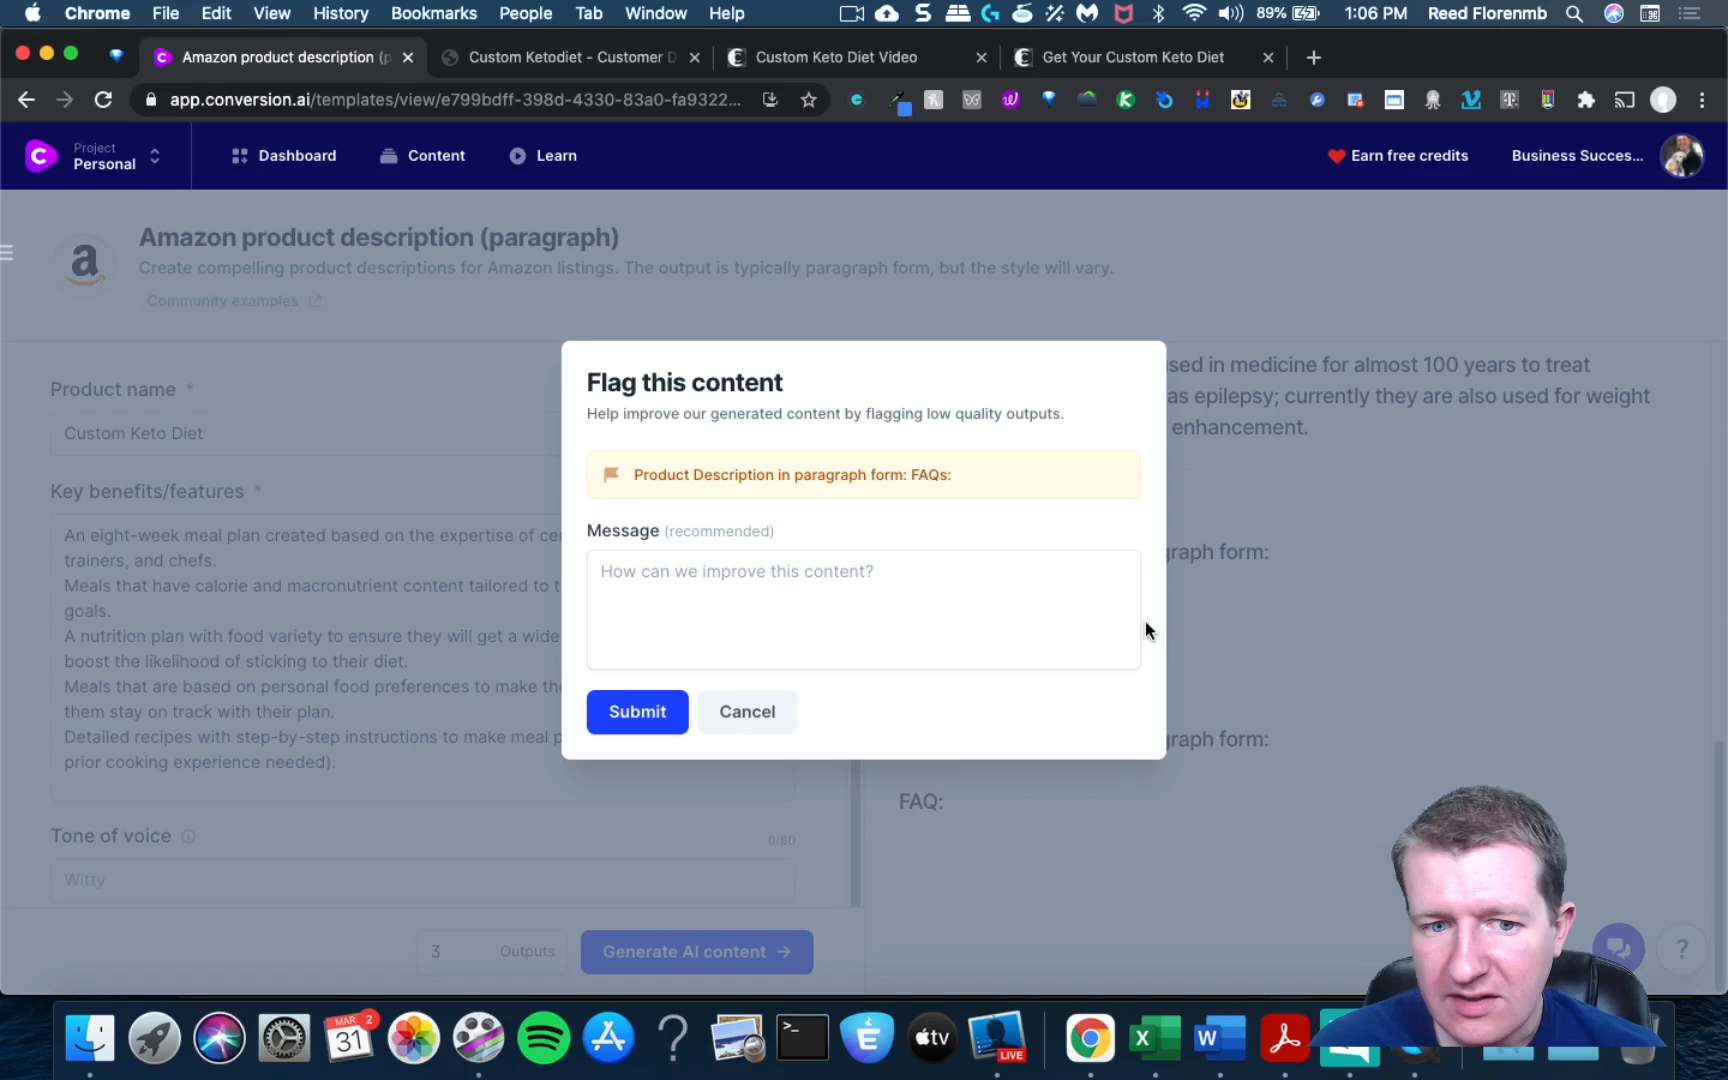 Chrome File Edit View History Bookmarks People Tab Window Help 89% 1:06 PM Reed Florenmb
Amazon product description (p
Custom Ketodiet - Customer D
Custom Keto Diet Video
Get Your Custom Keto Diet
app.conversion.ai/templates/view/e799bdff-398d-4330-83a0-fa9322...
Project
Personal
Dashboard
Content
Learn
Earn free credits
Business Succes...
Amazon product description (paragraph)
Create compelling product descriptions for Amazon listings. The output is typically paragraph form, but the style will vary.
Community examples
Product name *
Custom Keto Diet
Key benefits/features *
An eight-week meal plan created based on the expertise of ce
trainers, and chefs.
Meals that have calorie and macronutrient content tailored to t
goals.
A nutrition plan with food variety to ensure they will get a wide
boost the likelihood of sticking to their diet.
Meals that are based on personal food preferences to make the
them stay on track with their plan.
Detailed recipes with step-by-step instructions to make meal p
prior cooking experience needed).
Tone of voice
0/80
Witty
3 Outputs
Generate AI content
Flag this content
Help improve our generated content by flagging low quality outputs.
Product Description in paragraph form: FAQs:
Message (recommended)
How can we improve this content?
Submit
Cancel
sed in medicine for almost 100 years to treat
as epilepsy; currently they are also used for weight
enhancement.
graph form:
graph form:
FAQ:
?
MAR
31
2
tv
LIVE
X
W